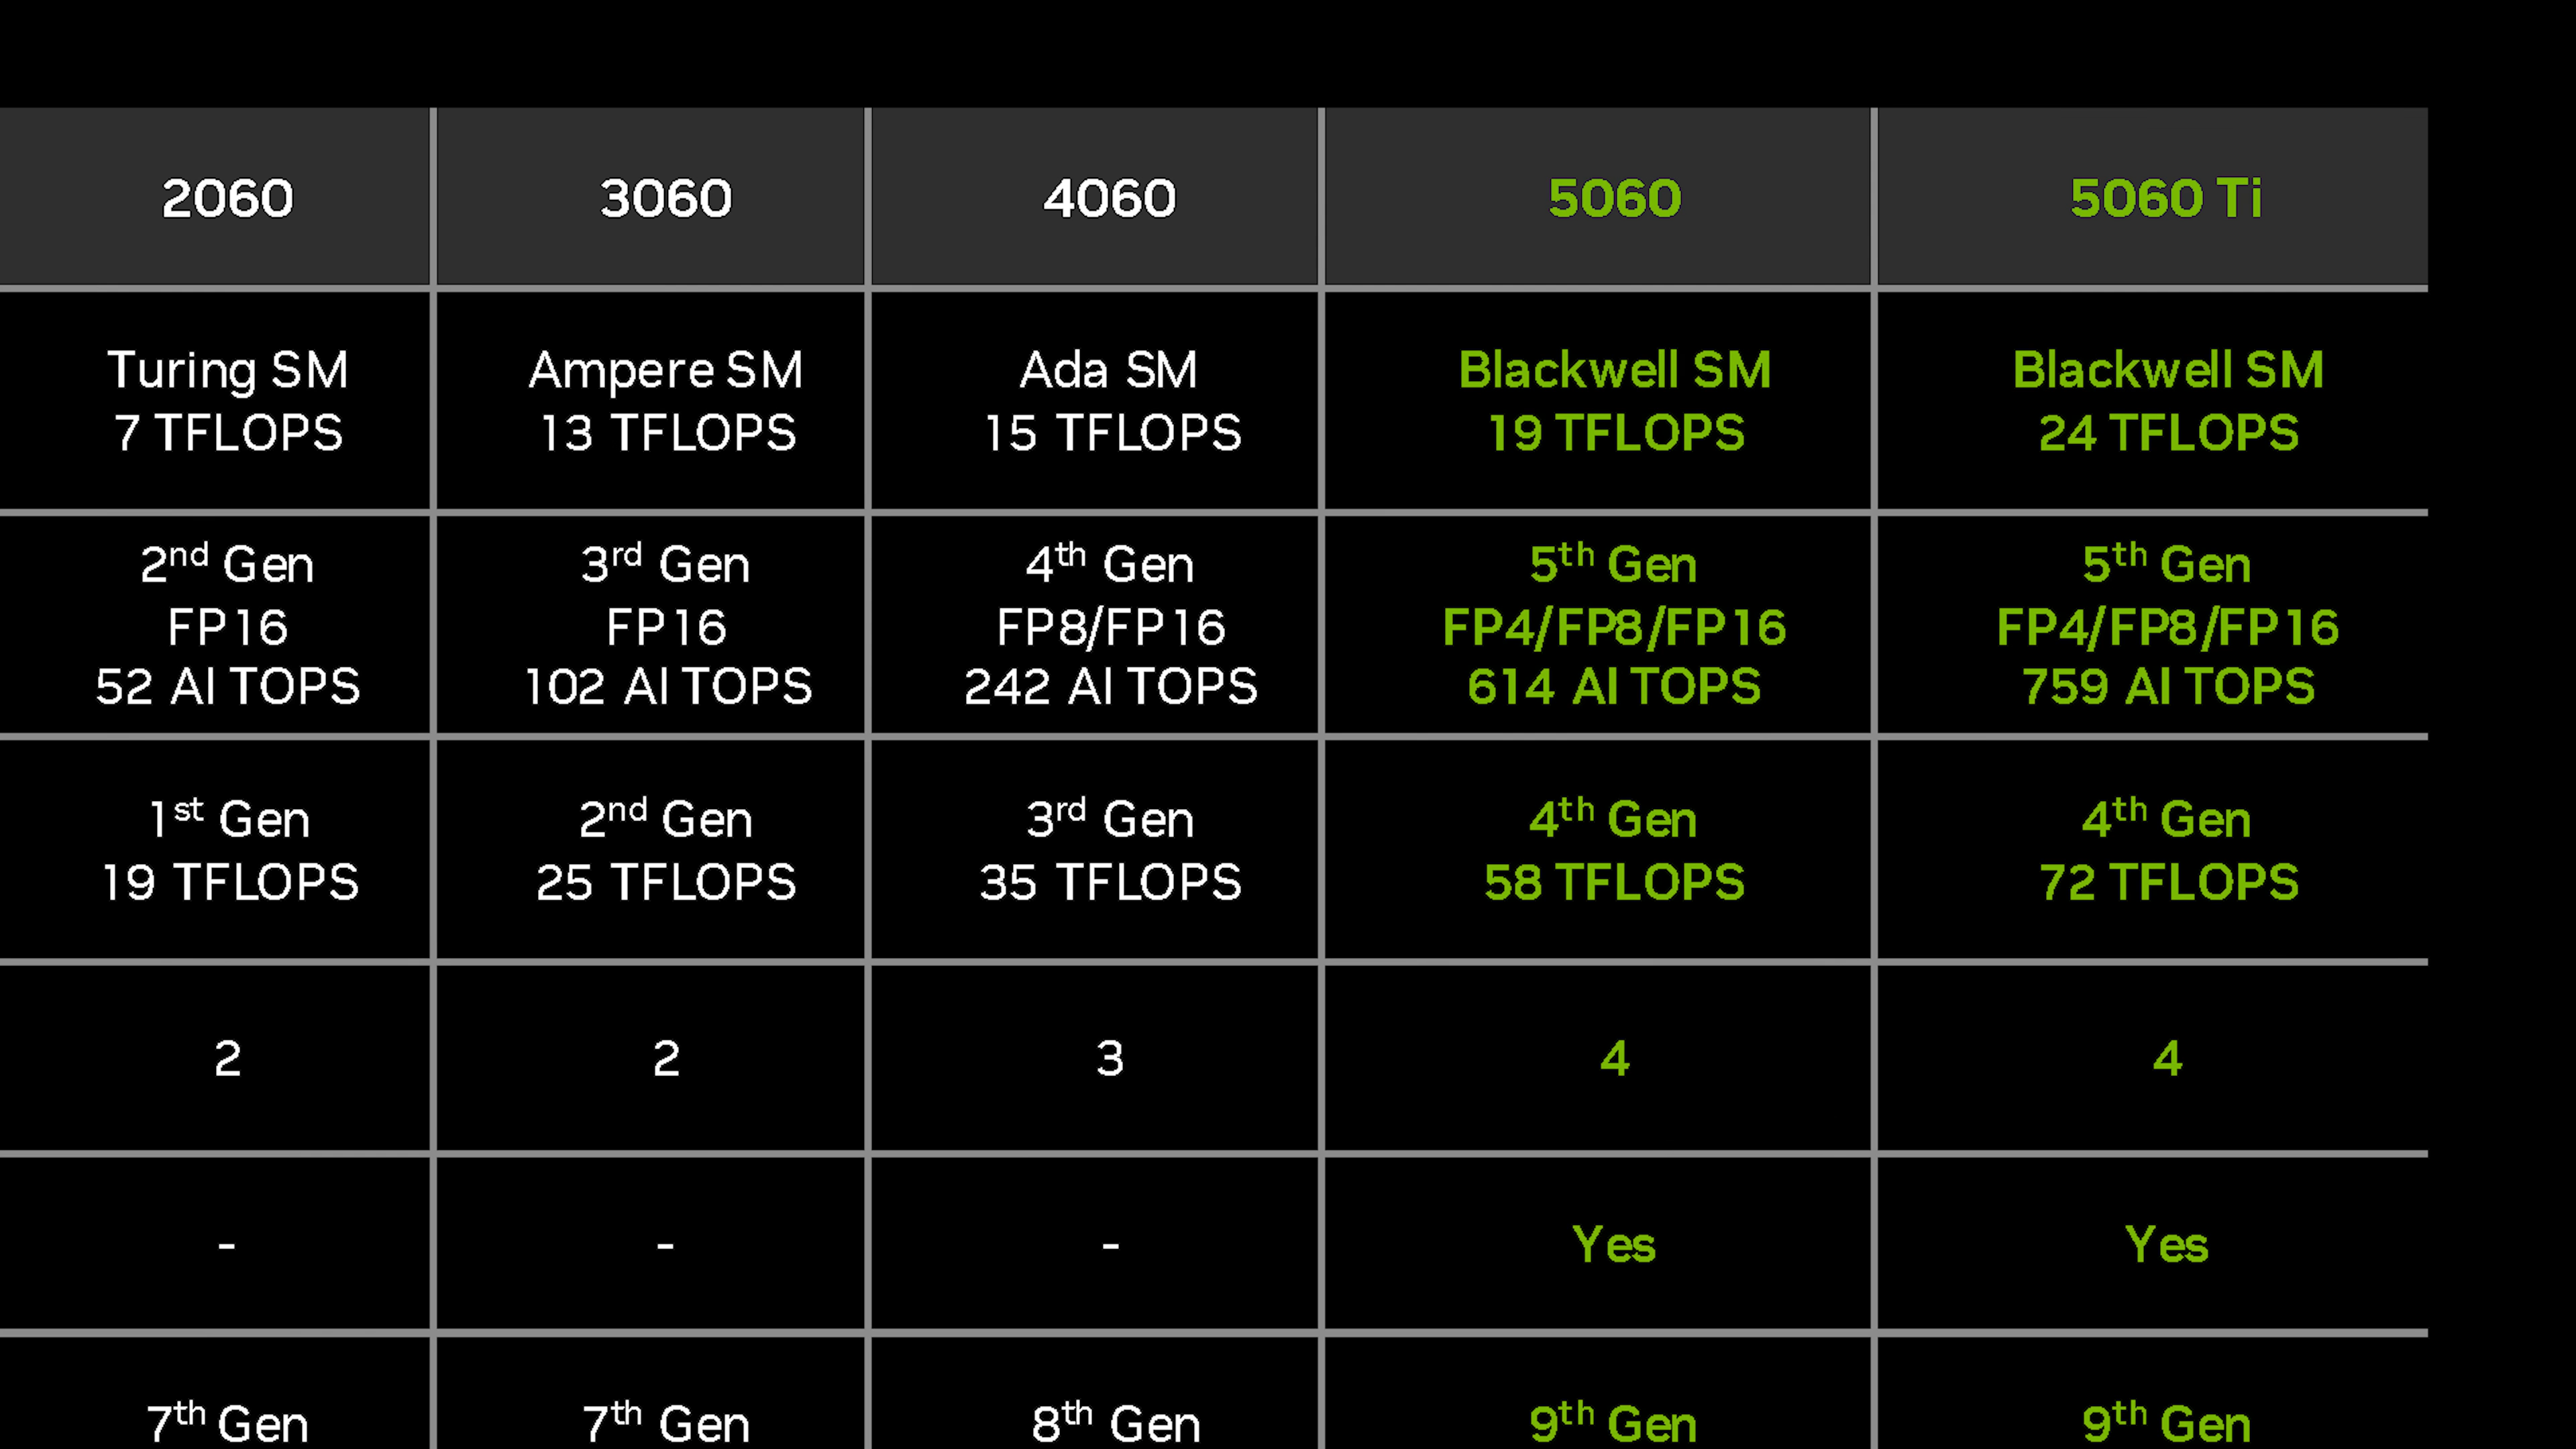 2060 3060 4060 5060 5060 Ti
Turing SM Ampere SM Ada SM Blackwell SM Blackwell SM
7 TFLOPS 13 TFLOPS 15 TFLOPS 19 TFLOPS 24 TFLOPS
2nd Gen 3rd Gen 4th Gen 5th Gen 5th Gen
FP16 FP16 FP8/FP16 FP4/FP8/FP16 FP4/FP8/FP16
52 AI TOPS 102 AI TOPS 242 AI TOPS 614 AI TOPS 759 AI TOPS
1st Gen 2nd Gen 3rd Gen 4th Gen 4th Gen
19 TFLOPS 25 TFLOPS 35 TFLOPS 58 TFLOPS 72 TFLOPS
2 2 3 4 4
- - - Yes Yes
7th Gen 7th Gen 8th Gen 9th Gen 9th Gen